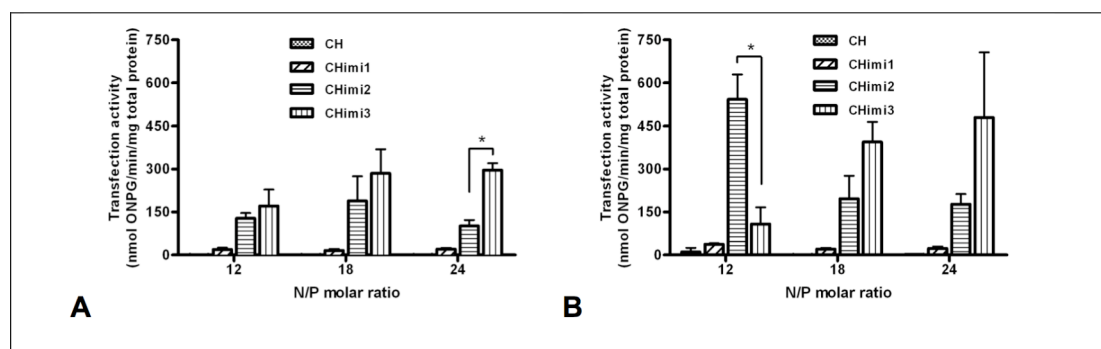 750
600
450
300
150
0
Transfection activity
(nmol ONPG/min/mg total protein)
CH
CHimi1
CHimi2
CHimi3
*
12 18 24
N/P molar ratio
A
750
600
450
300
150
0
Transfection activity
(nmol ONPG/min/mg total protein)
*
CH
CHimi1
CHimi2
CHimi3
12 18 24
N/P molar ratio
B